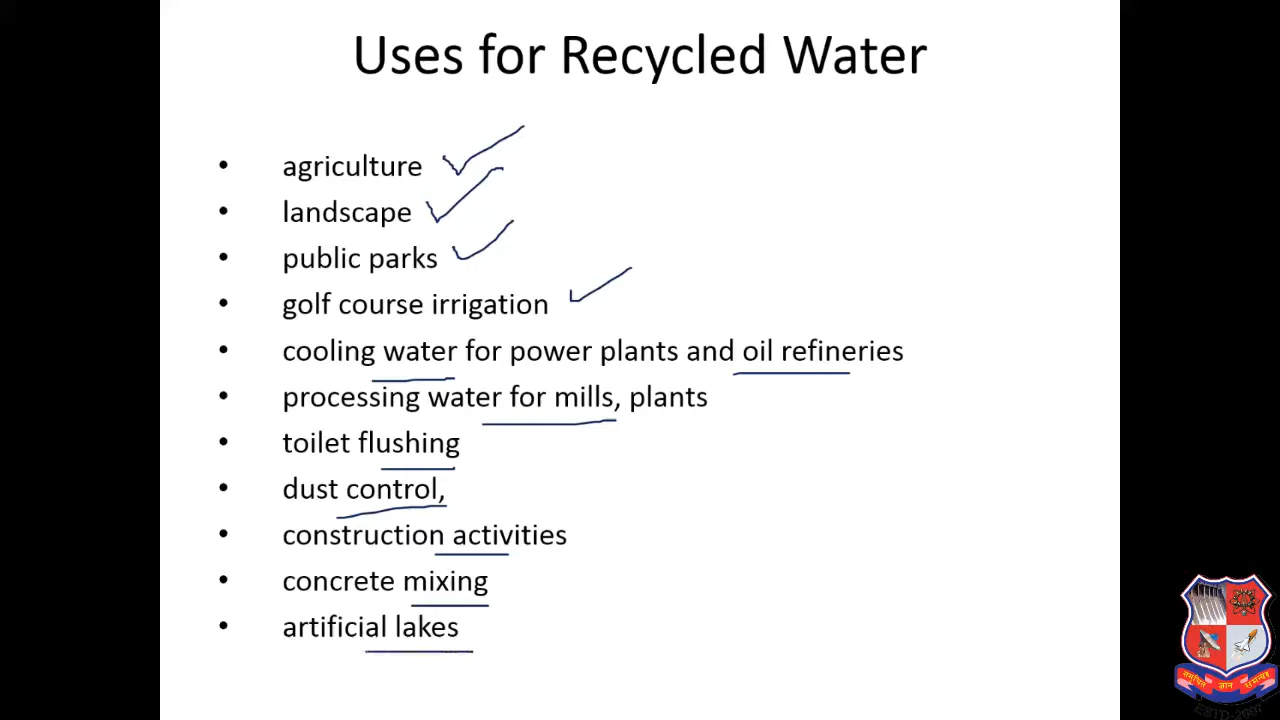 Uses for Recycled Water
• agriculture
• landscape
• public parks
• golf course irrigation
• cooling water for power plants and oil refineries
• processing water for mills, plants
• toilet flushing
• dust control,
• construction activities
• concrete mixing
• artificial lakes
ज्ञान